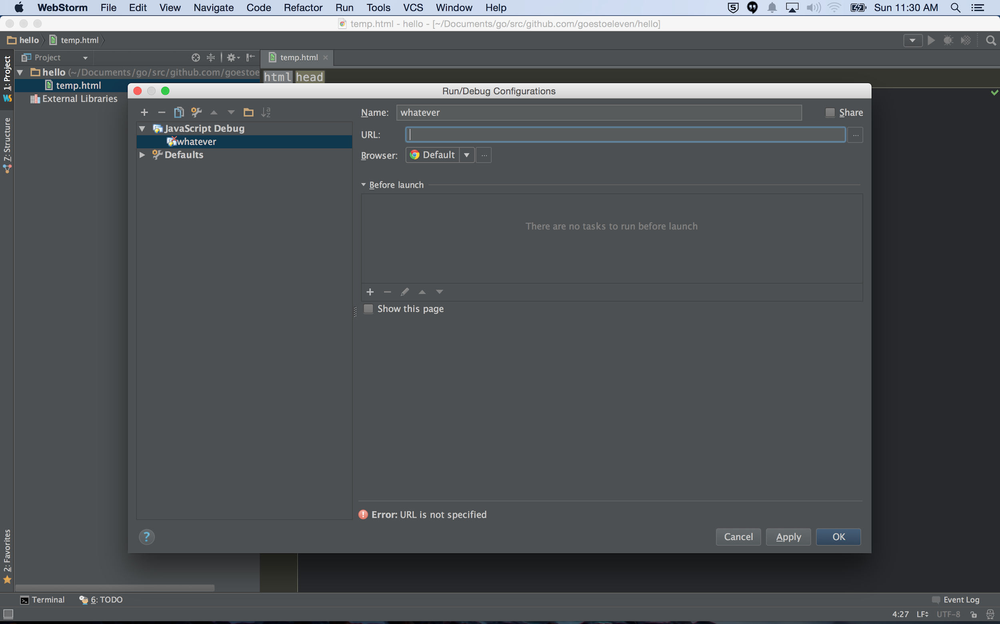 WebStorm File Edit View Navigate Code Refactor Run Tools VCS Window Help Sun 11:30 AM
temp.html - hello - [~/Documents/go/src/github.com/goestoeleven/hello]
hello temp.html
1: Project
Project
temp.html
hello (~/Documents/go/src/github.com/goestoe
html head
temp.html
External Libraries
7: Structure
Run/Debug Configurations
JavaScript Debug
whatever
Defaults
Name: whatever Share
URL: ...
Browser: Default ...
Before launch
There are no tasks to run before launch
Show this page
Error: URL is not specified
? Cancel Apply OK
2: Favorites
Terminal 6: TODO Event Log
4:27 LF UTF-8